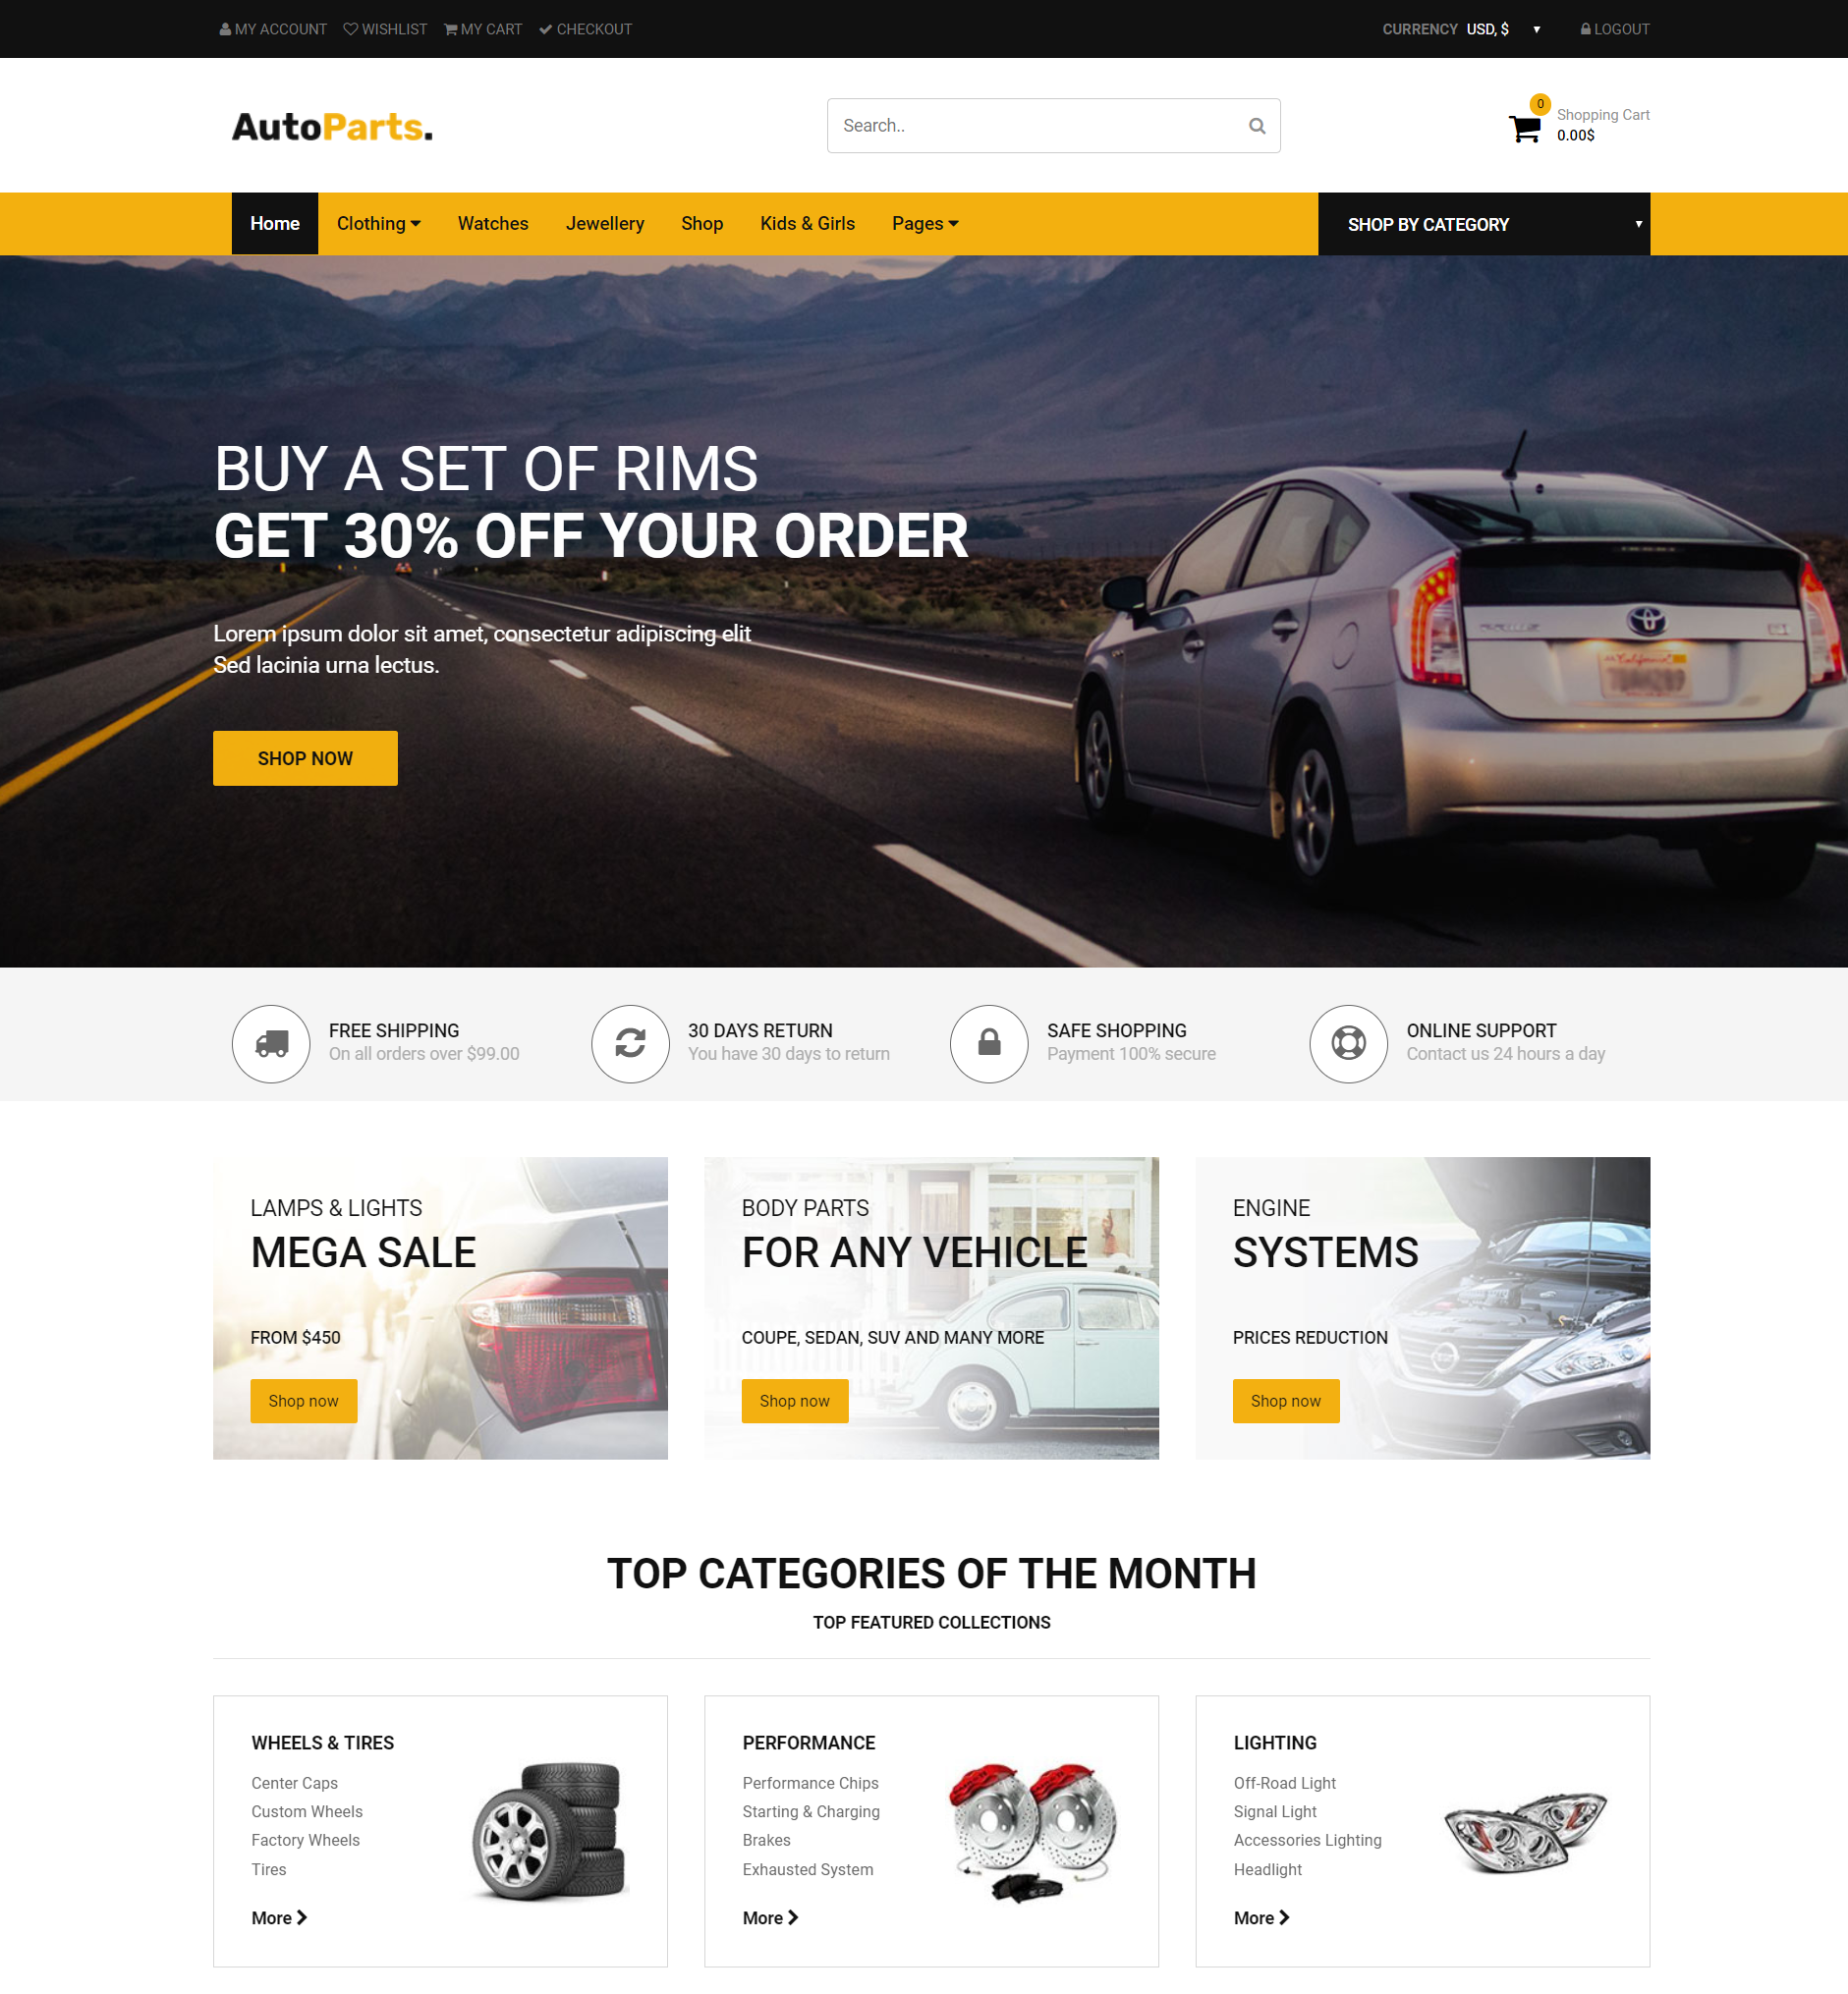 MY ACCOUNT WISHLIST MY CART CHECKOUT CURRENCY USD, $ LOGOUT
AutoParts.
Search..
0
Shopping Cart
0.00$
Home Clothing Watches Jewellery Shop Kids & Girls Pages SHOP BY CATEGORY
BUY A SET OF RIMS
GET 30% OFF YOUR ORDER
Lorem ipsum dolor sit amet, consectetur adipiscing elit
Sed lacinia urna lectus.
SHOP NOW
PRIUS
California
FREE SHIPPING
On all orders over $99.00
30 DAYS RETURN
You have 30 days to return
SAFE SHOPPING
Payment 100% secure
ONLINE SUPPORT
Contact us 24 hours a day
LAMPS & LIGHTS
MEGA SALE
FROM $450
Shop now
BODY PARTS
FOR ANY VEHICLE
COUPE, SEDAN, SUV AND MANY MORE
Shop now
ENGINE
SYSTEMS
PRICES REDUCTION
Shop now
TOP CATEGORIES OF THE MONTH
TOP FEATURED COLLECTIONS
WHEELS & TIRES
Center Caps
Custom Wheels
Factory Wheels
Tires
More
PERFORMANCE
Performance Chips
Starting & Charging
Brakes
Exhausted System
More
LIGHTING
Off-Road Light
Signal Light
Accessories Lighting
Headlight
More